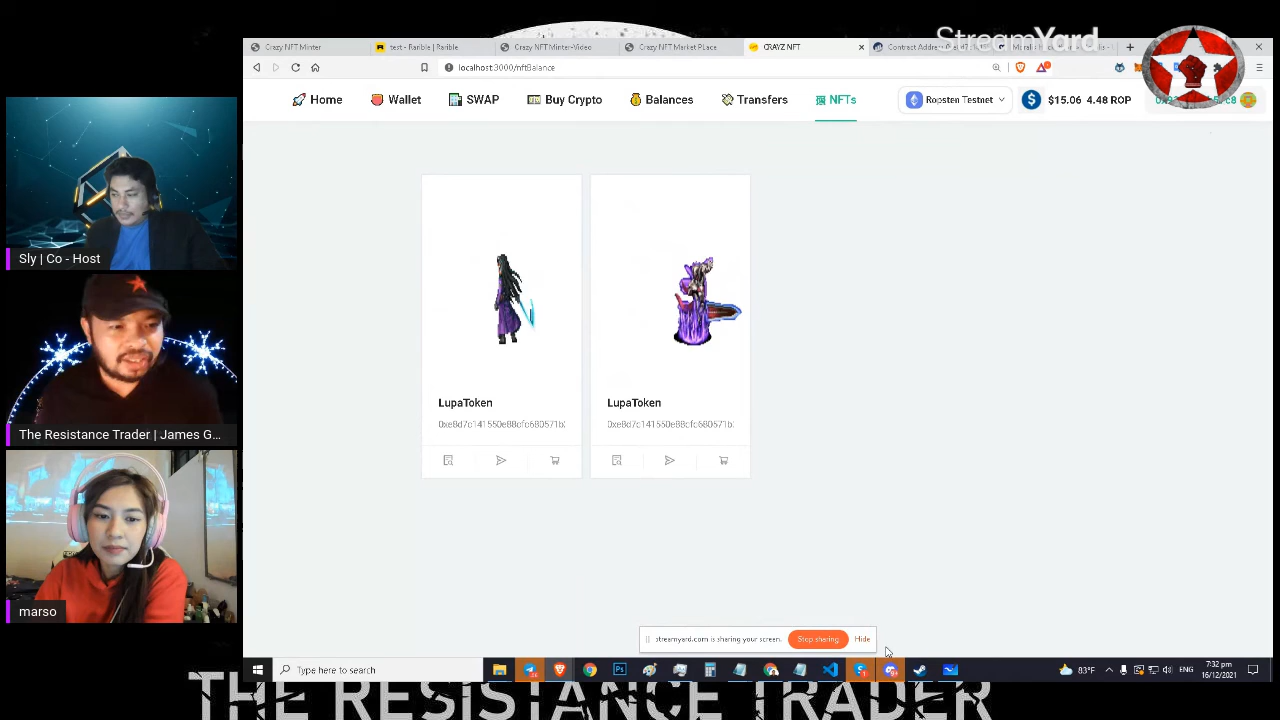 StreamYard
Crazy NFT Minter
test - Rarible | Rarible
Crazy NFT Minter-Video
Crazy NFT Market PLace
CRAYZ NFT
localhost:3000/nftBalance
Home
Wallet
SWAP
Buy Crypto
Balances
Transfers
NFTs
Ropsten Testnet
$15.06
4.48 ROP
LupaToken
LupaToken
Sly | Co - Host
The Resistance Trader | James G...
marso
streamyard.com is sharing your screen.
Stop sharing
Hide
Type here to search
83°F
ENG
7:32 pm
16/12/2021
THE RESISTANCE TRADER